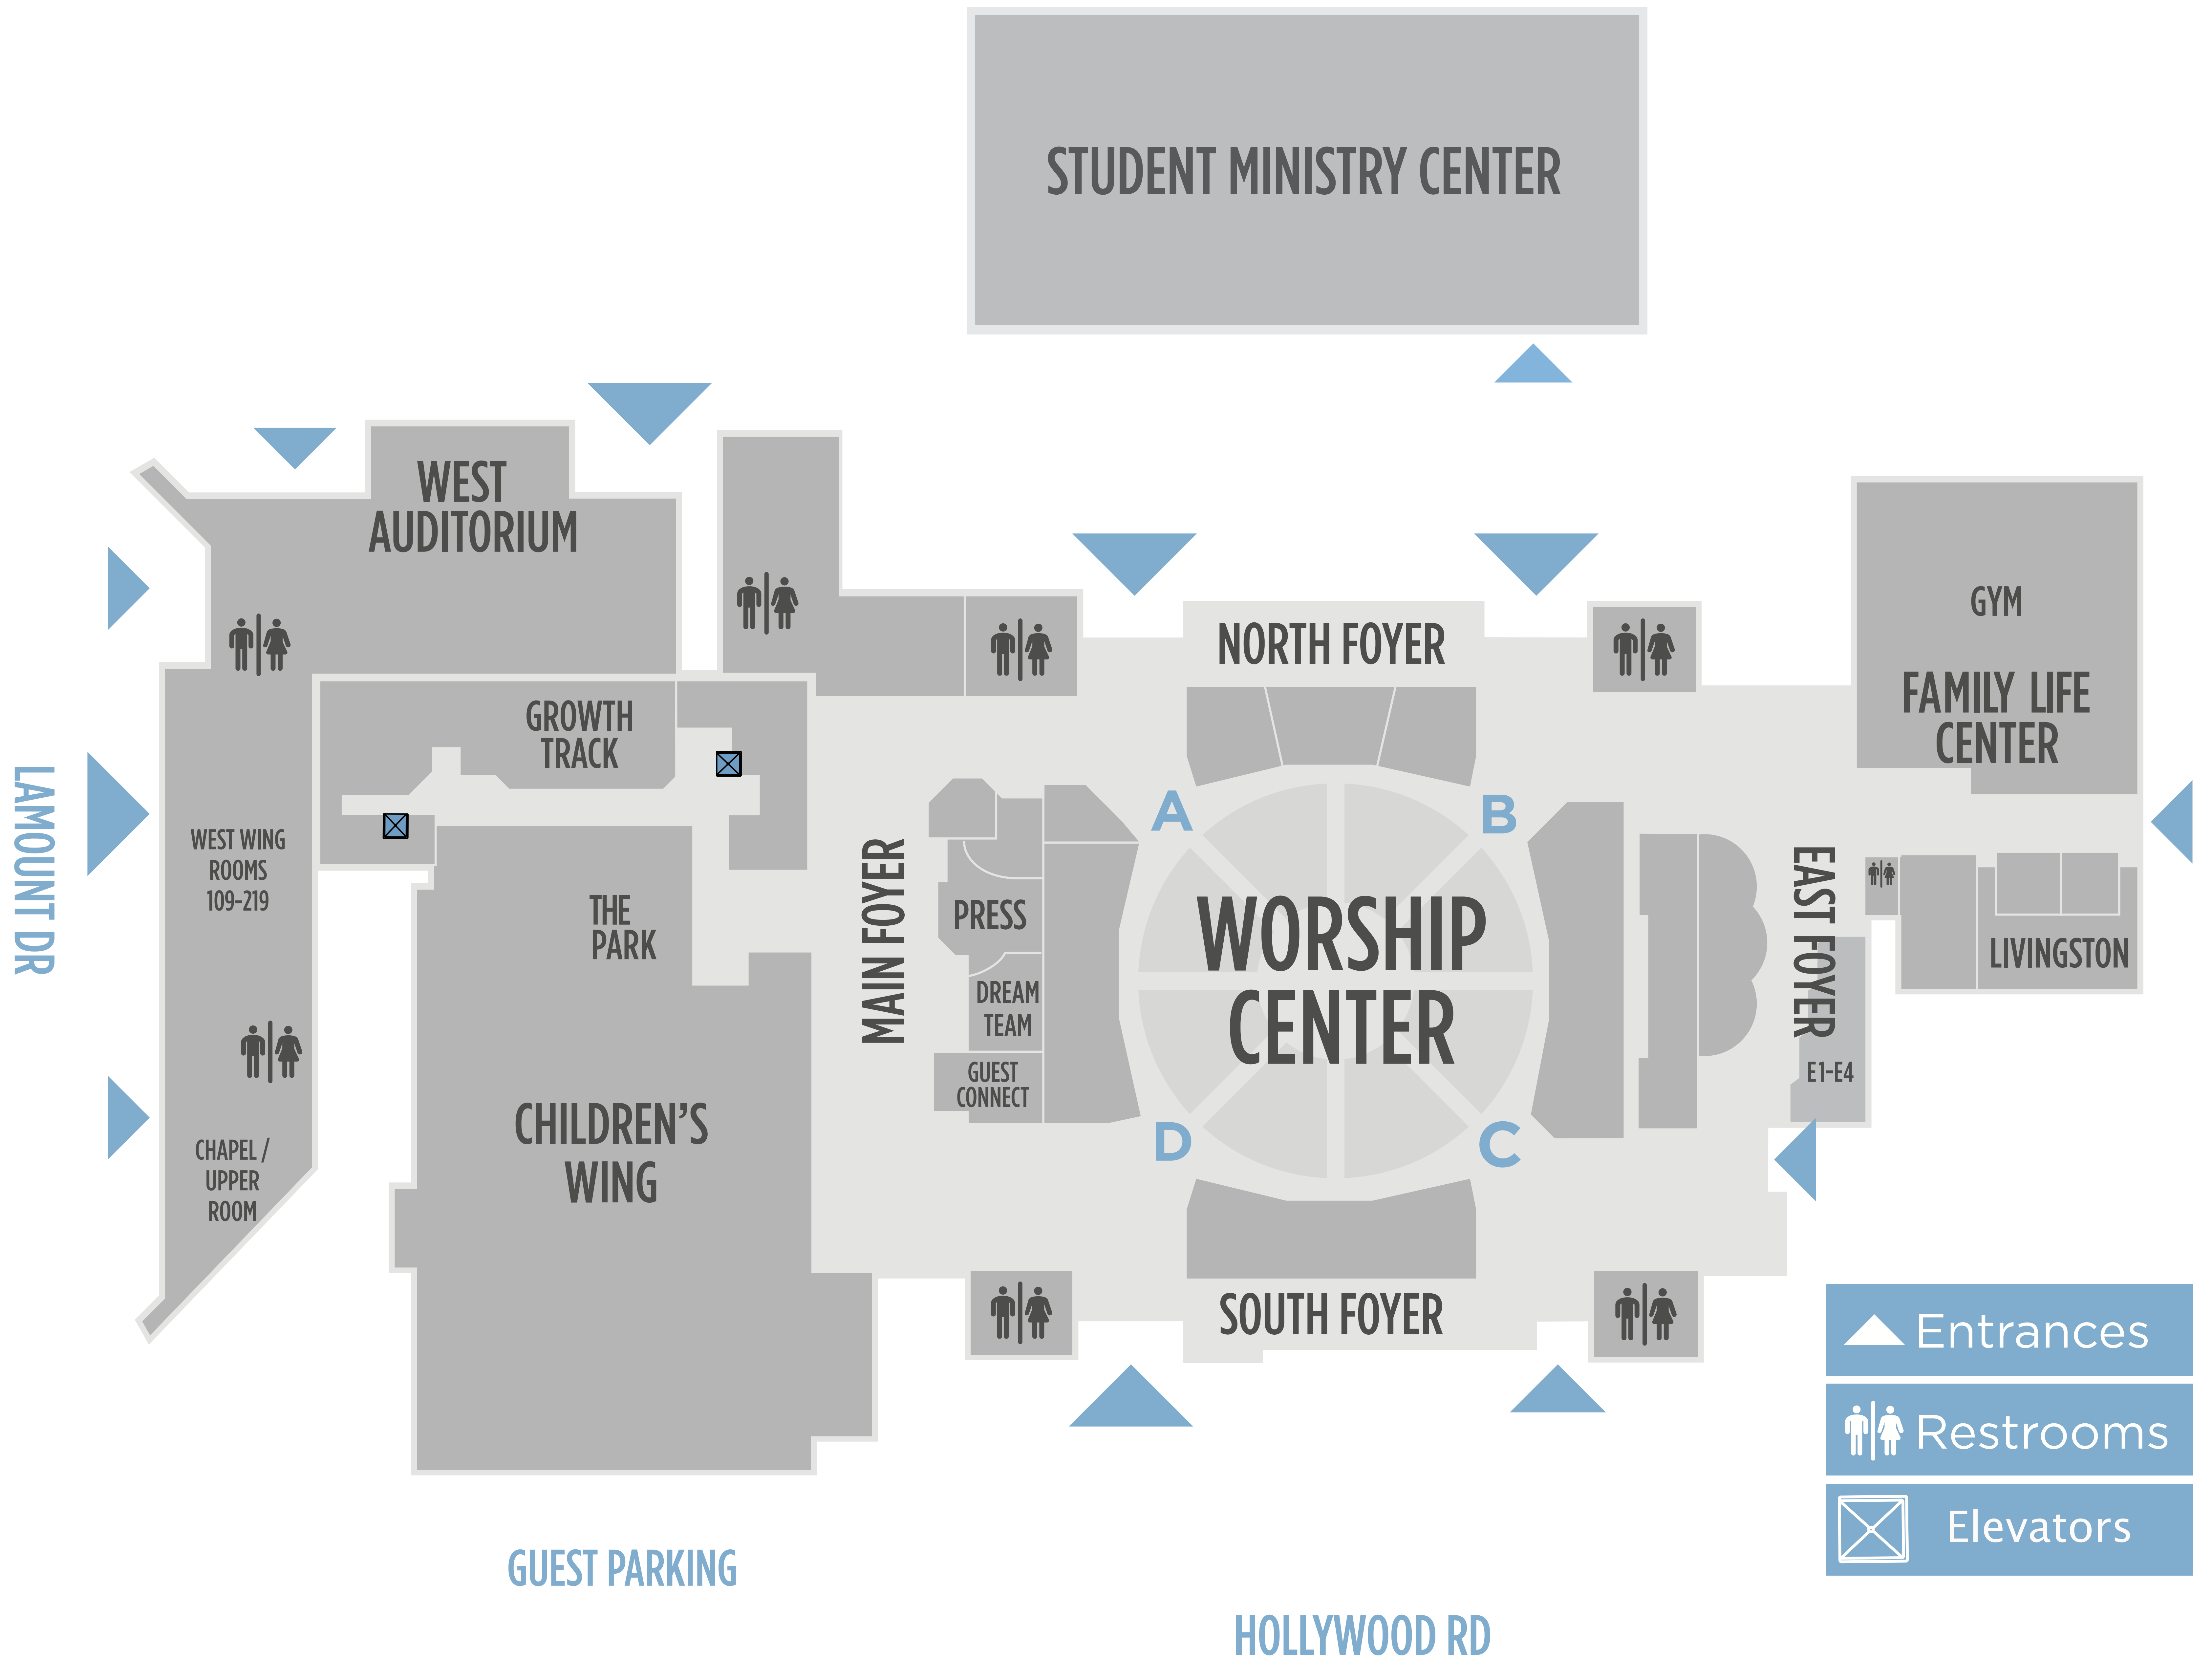 STUDENT MINISTRY CENTER
WEST
AUDITORIUM
GYM
FAMILY LIFE
CENTER
NORTH FOYER
GROWTH
TRACK
LAMOUNT DR
WEST WING
ROOMS
109-219
THE
PARK
MAIN FOYER
PRESS
DREAM
TEAM
GUEST
CONNECT
A
B
WORSHIP
CENTER
D
C
EAST FOYER
LIVINGSTON
E1-E4
CHILDREN'S
WING
CHAPEL /
UPPER
ROOM
SOUTH FOYER
Entrances
Restrooms
Elevators
GUEST PARKING
HOLLYWOOD RD